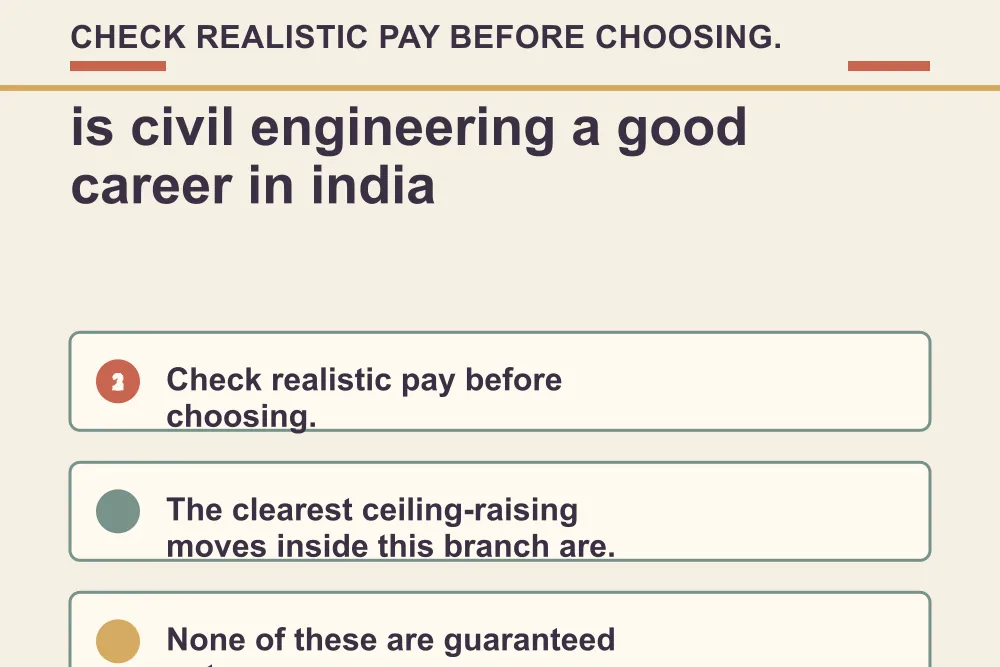 CHECK REALISTIC PAY BEFORE CHOOSING.
is civil engineering a good
career in india
Check realistic pay before
choosing.
The clearest ceiling-raising
moves inside this branch are.
None of these are guaranteed